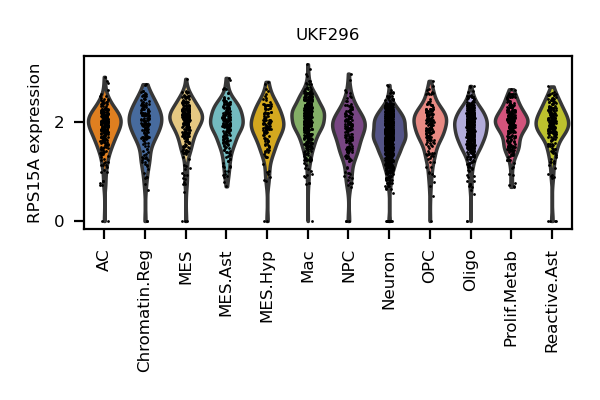 UKF296
RPS15A expression
2
0
AC
Chromatin.Reg
MES
MES.Ast
MES.Hyp
Mac
NPC
Neuron
OPC
Oligo
Prolif.Metab
Reactive.Ast